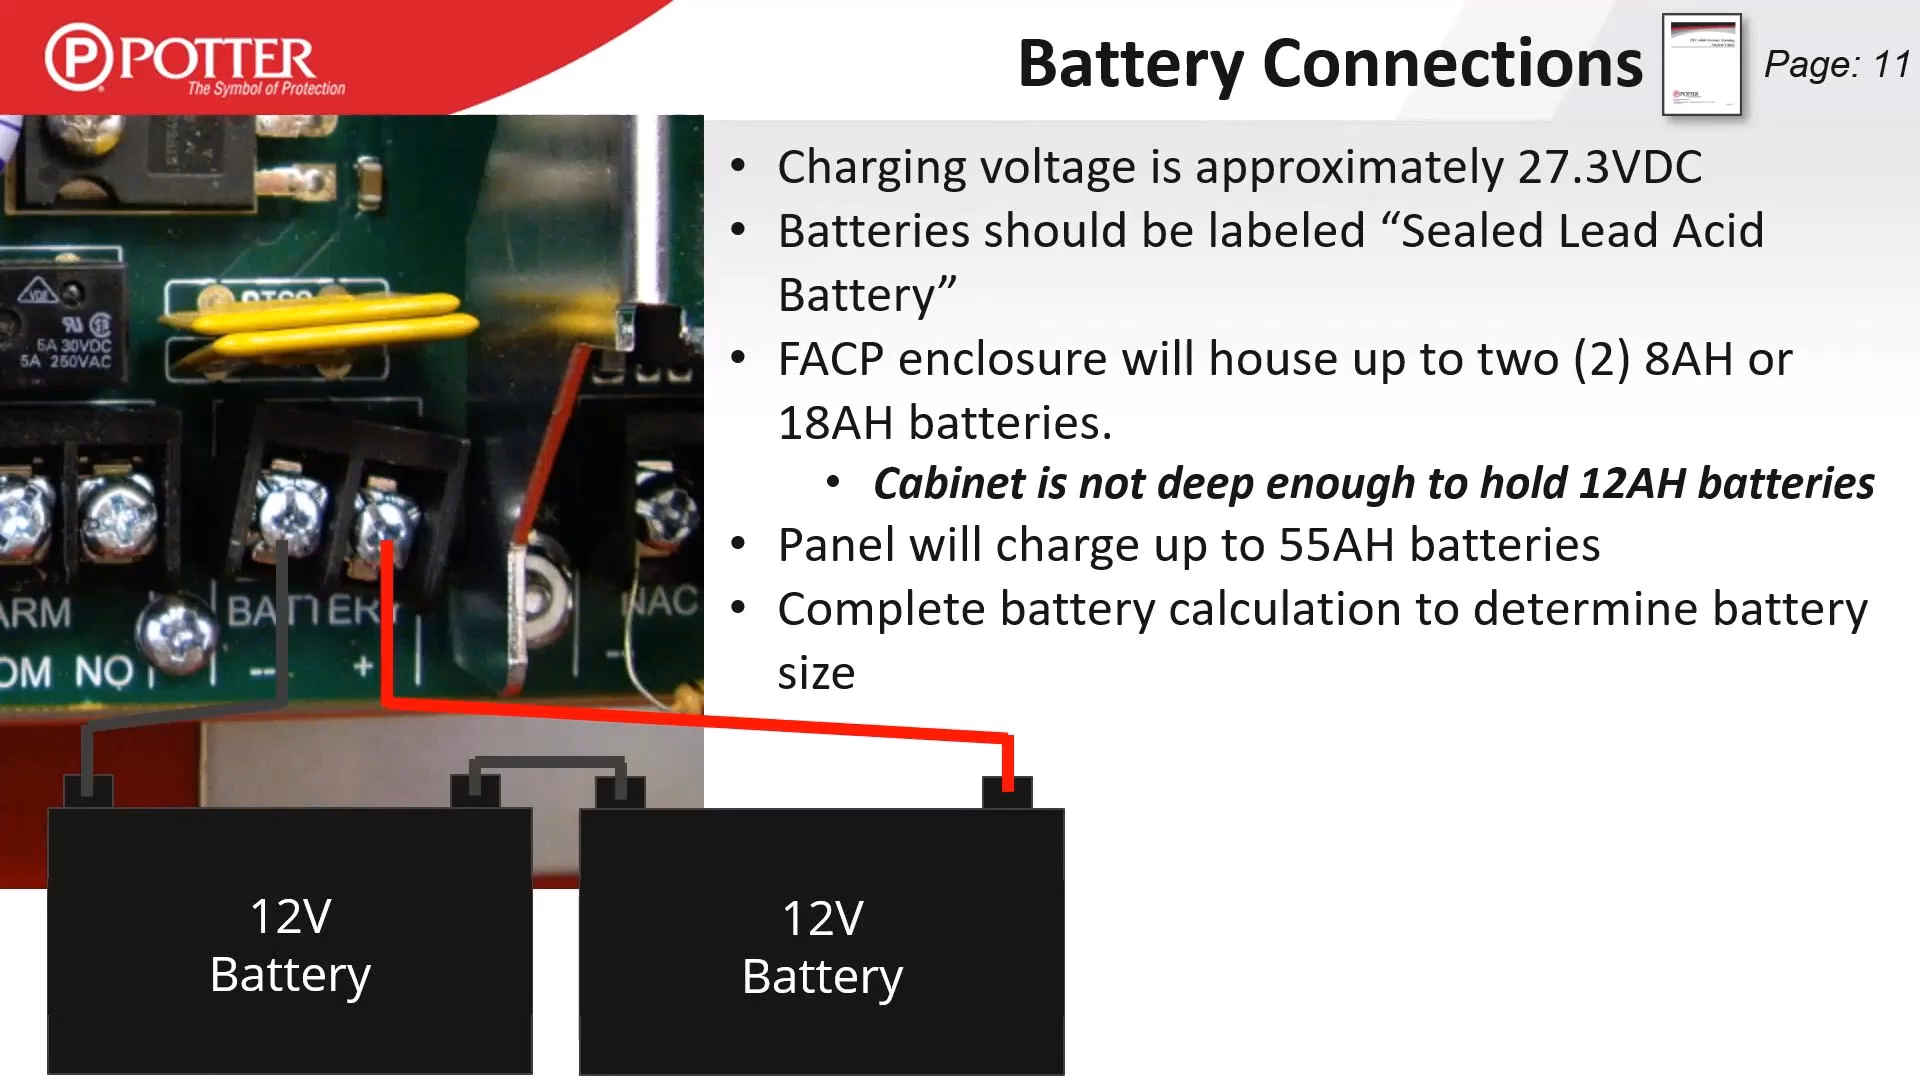 POTTER
The Symbol of Protection
Battery Connections
Page: 11
• Charging voltage is approximately 27.3VDC
• Batteries should be labeled “Sealed Lead Acid
Battery”
• FACP enclosure will house up to two (2) 8AH or
18AH batteries.
• Cabinet is not deep enough to hold 12AH batteries
• Panel will charge up to 55AH batteries
• Complete battery calculation to determine battery
size
VDE
5A 30VDC
5A 250VAC
ARM
BATTERY
NAC
OM NO
-- +
12V
Battery
12V
Battery